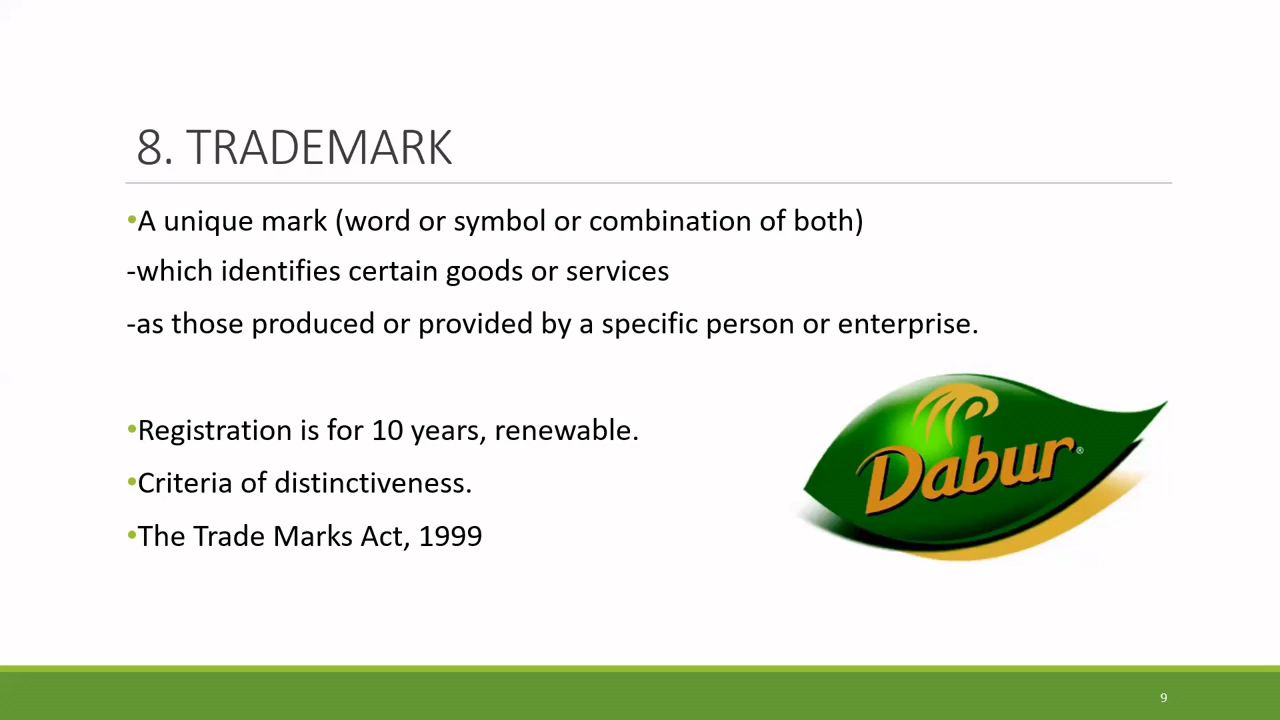 8. TRADEMARK
•A unique mark (word or symbol or combination of both)
-which identifies certain goods or services
-as those produced or provided by a specific person or enterprise.
•Registration is for 10 years, renewable.
•Criteria of distinctiveness.
•The Trade Marks Act, 1999
Dabur®
9